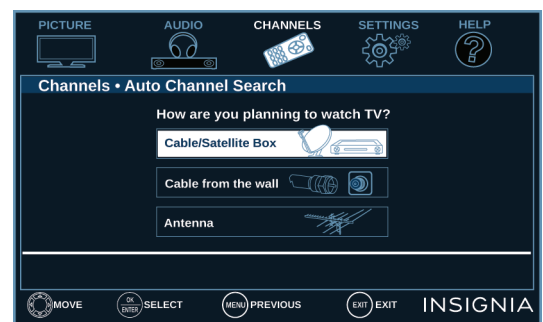 PICTURE AUDIO CHANNELS SETTINGS HELP
?
Channels • Auto Channel Search
How are you planning to watch TV?
Cable/Satellite Box
Cable from the wall
Antenna
MOVE OK ENTER SELECT MENU PREVIOUS EXIT EXIT INSIGNIA